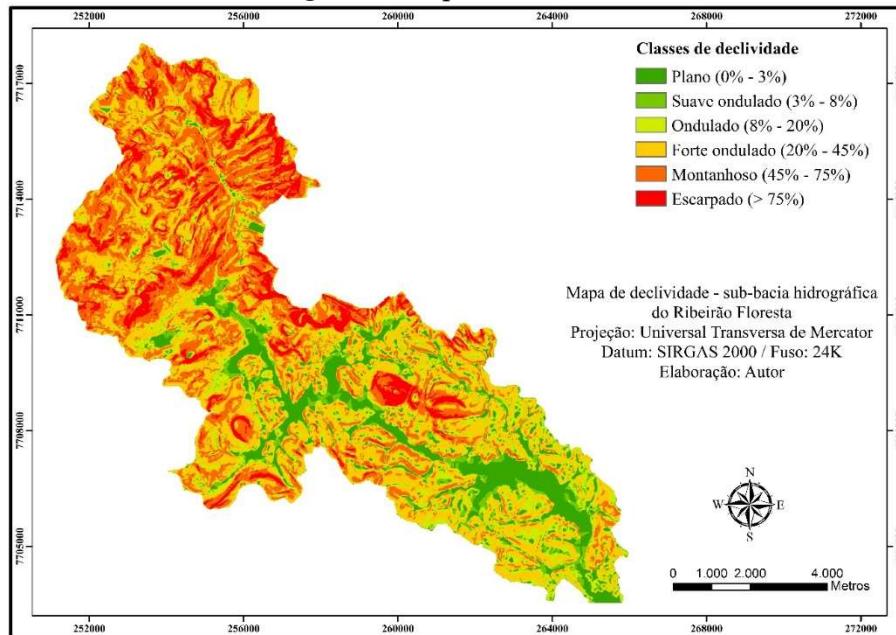 252000 256000 260000 264000 268000 272000
Classes de declividade
Plano (0% - 3%)
Suave ondulado (3% - 8%)
Ondulado (8% - 20%)
Forte ondulado (20% - 45%)
Montanhoso (45% - 75%)
Escarpado (> 75%)
7717000
7714000
7711000
7708000
7705000
Mapa de declividade - sub-bacia hidrográfica
do Ribeirão Floresta
Projeção: Universal Transversa de Mercator
Datum: SIRGAS 2000 / Fuso: 24K
Elaboração: Autor
N
W E
S
0 1.000 2.000 4.000
Metros
252000 256000 260000 264000 268000 272000